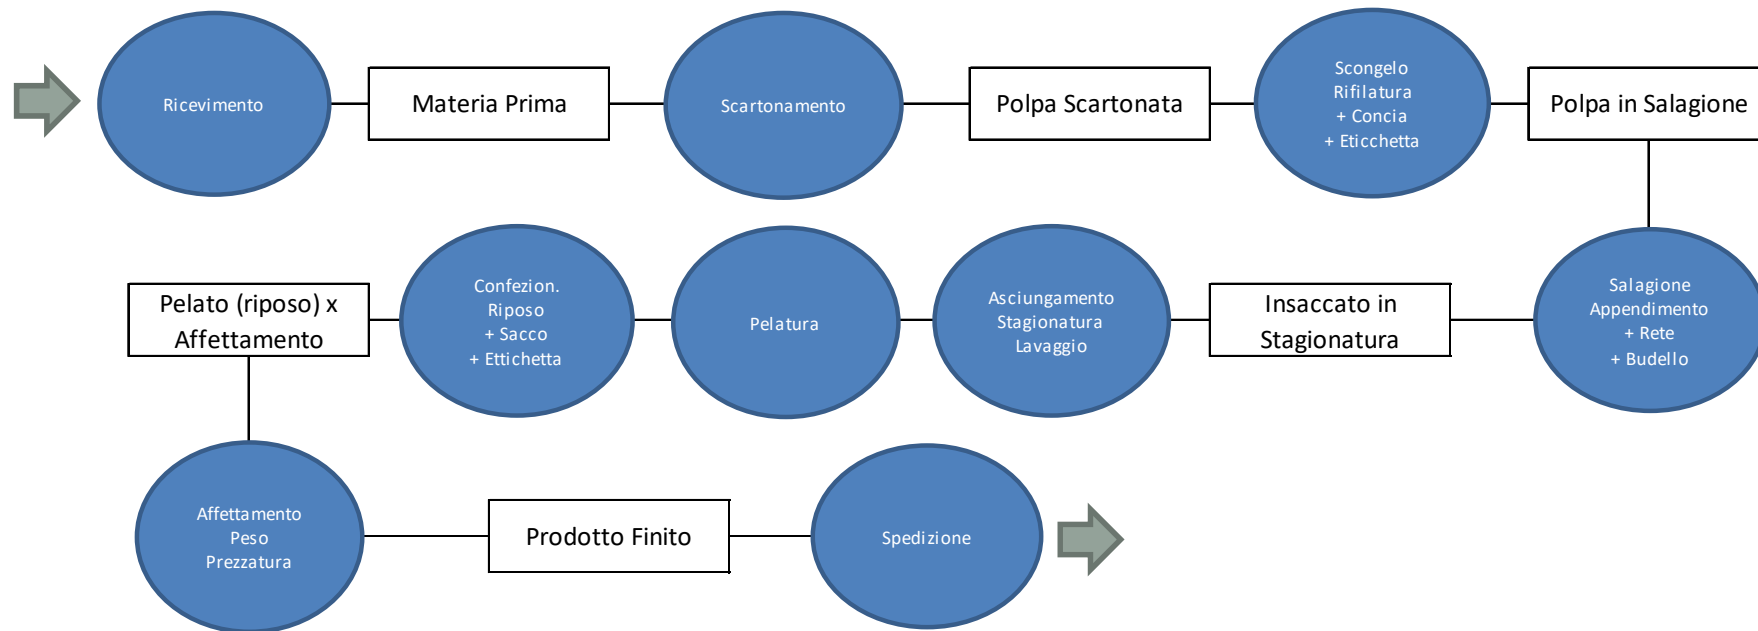 Ricevimento
Materia Prima
Scartonamento
Polpa Scartonata
Scongelo
Rifilatura
+ Concia
+ Eticchetta
Polpa in Salagione
Salagione
Appendimento
+ Rete
+ Budello
Insaccato in
Stagionatura
Asciungamento
Stagionatura
Lavaggio
Pelatura
Confezion.
Riposo
+ Sacco
+ Ettichetta
Pelato (riposo) x
Affettamento
Affettamento
Peso
Prezzatura
Prodotto Finito
Spedizione